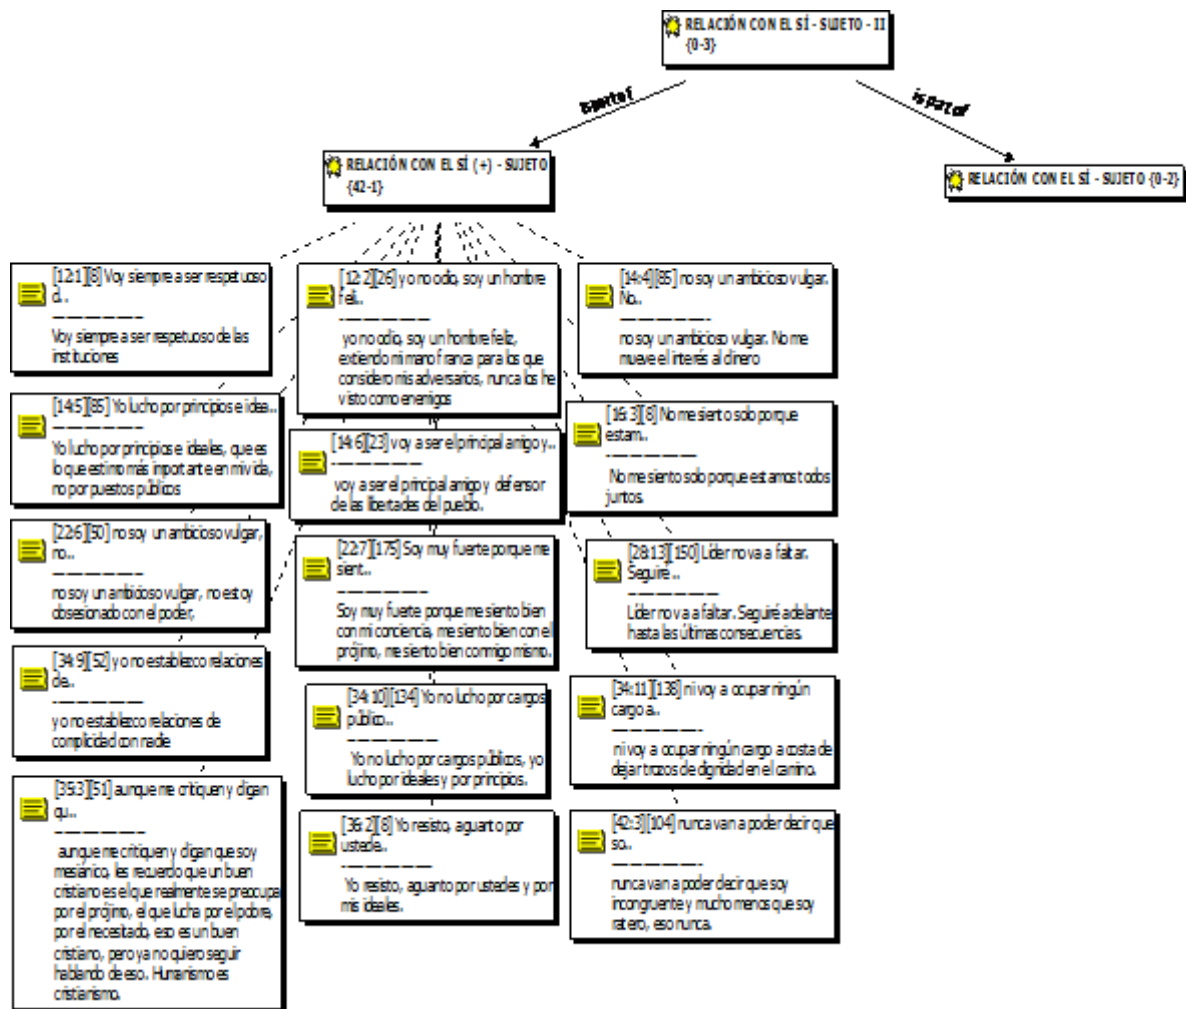 RELACIÓN CON EL SÍ - SUJETO - II
{0-3}
is part of
is part of
RELACIÓN CON EL SÍ (+) - SUJETO
{42-1}
RELACIÓN CON EL SÍ - SUJETO {0-2}
[12:1][8] Voy siempre a ser respetuoso
d..
Voy siempre a ser respetuoso de las
instituciones
[12:2][26] yo no odio, soy un hombre
feli..
yo no odio, soy un hombre feliz,
extiendo mi mano franca para los que
considero mis adversarios, nunca los he
visto como enemigos
[14:4][85] no soy un ambicioso vulgar.
No..
no soy un ambicioso vulgar. No me
mueve el interés al dinero
[14:5][85] Yo lucho por principios e idea..
Yo lucho por principios e ideales, que es
lo que estimo más importante en mi vida,
no por puestos públicos
[14:6][23] voy a ser el principal amigo y..
voy a ser el principal amigo y defensor
de las libertades del pueblo.
[16:3][8] No me siento solo porque
estam..
No me siento solo porque estamos todos
juntos.
[22:6][50] no soy un ambicioso vulgar,
no..
no soy un ambicioso vulgar, no estoy
obsesionado con el poder,
[22:7][175] Soy muy fuerte porque me
sient..
Soy muy fuerte porque me siento bien
con mi conciencia, me siento bien con el
prójimo, me siento bien conmigo mismo.
[28:13][150] Líder no va a faltar.
Seguiré ..
Líder no va a faltar. Seguiré adelante
hasta las últimas consecuencias.
[34:9][52] yo no establezco relaciones
de..
yo no establezco relaciones de
complicidad con nadie
[34:10][134] Yo no lucho por cargos
público..
Yo no lucho por cargos públicos, yo
lucho por ideales y por principios.
[34:11][138] ni voy a ocupar ningún
cargo a..
ni voy a ocupar ningún cargo a costa de
dejar trozos de dignidad en el camino.
[35:3][51] aunque me critiquen y digan
qu..
aunque me critiquen y digan que soy
mesiánico, les recuerdo que un buen
cristiano es el que realmente se preocupa
por el prójimo, el que lucha por el pobre,
por el necesitado, eso es un buen
cristiano, pero ya no quiero seguir
hablando de eso. Humanismo es
cristianismo.
[36:2][8] Yo resisto, aguanto por
ustede..
Yo resisto, aguanto por ustedes y por
mis ideales.
[42:3][104] nunca van a poder decir que
so..
nunca van a poder decir que soy
incongruente y mucho menos que soy
ratero, eso nunca.